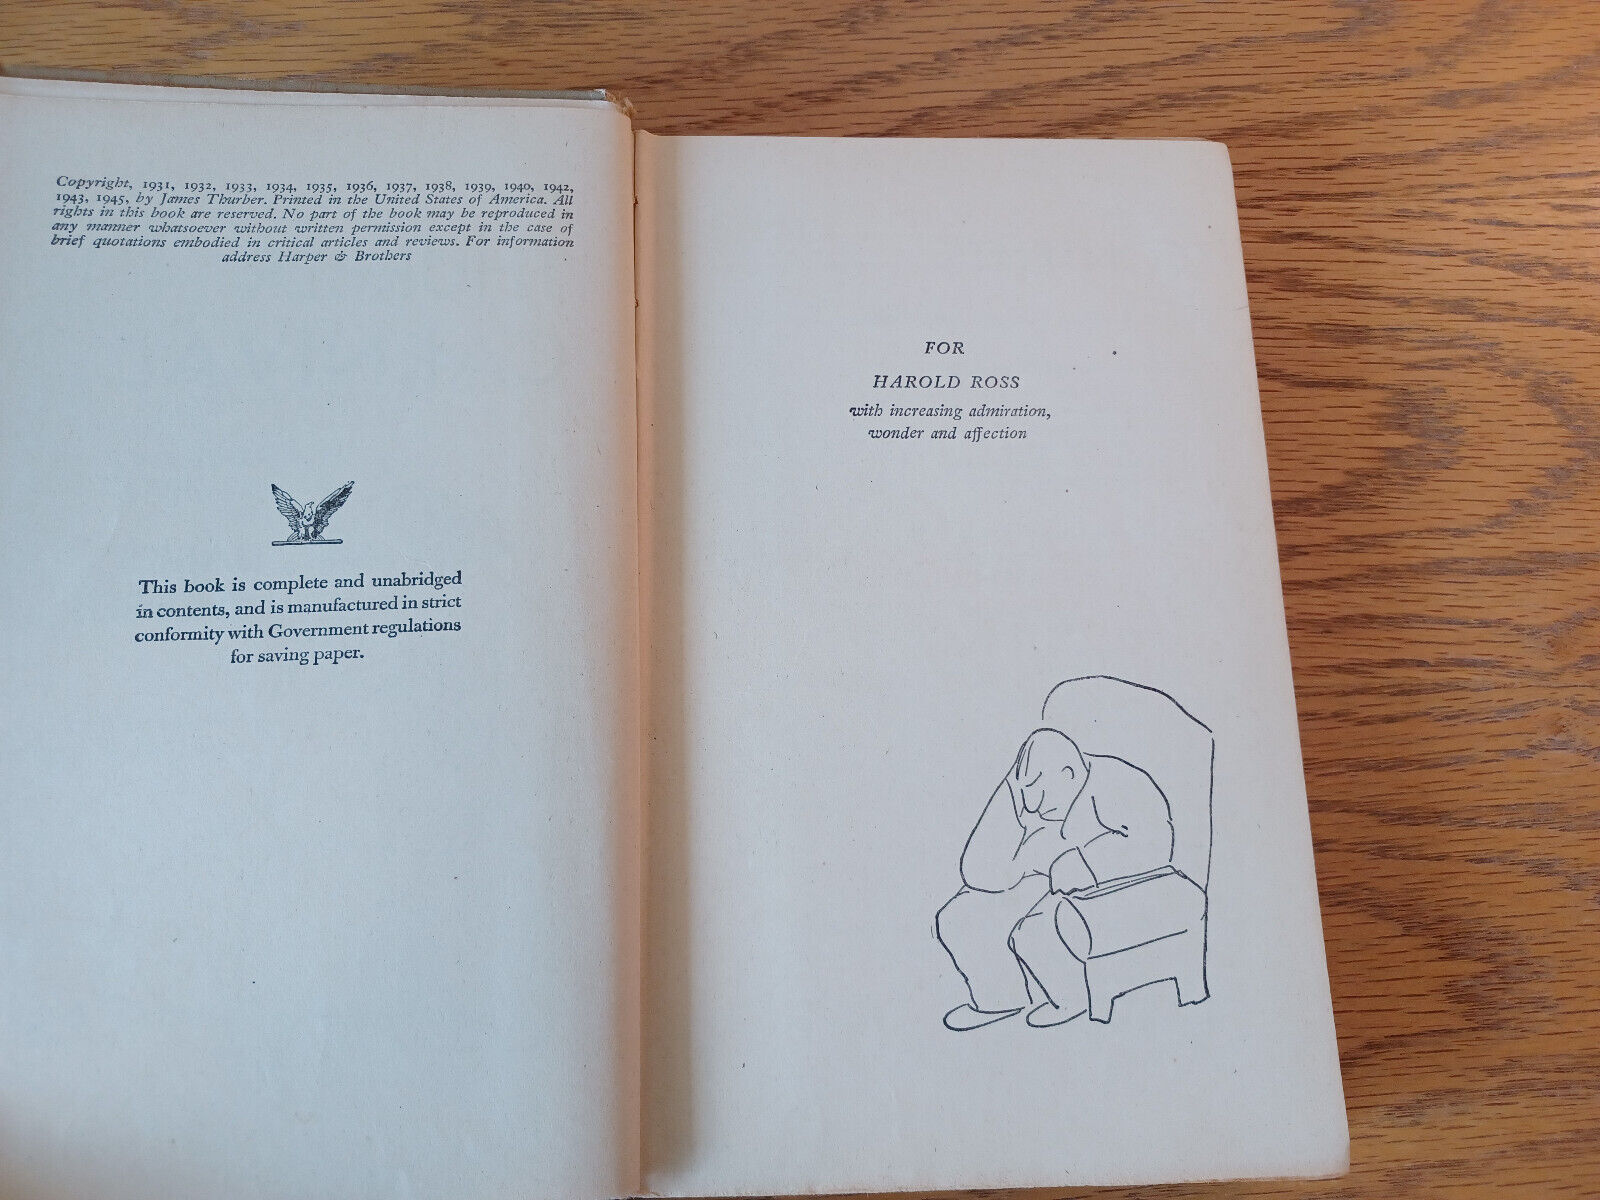 Copyright, 1931, 1932, 1933, 1934, 1935, 1936, 1937, 1938, 1939, 1940, 1942,
1943, 1945, by James Thurber. Printed in the United States of America. All
rights in this book are reserved. No part of the book may be reproduced in
any manner whatsoever without written permission except in the case of
brief quotations embodied in critical articles and reviews. For information
address Harper & Brothers
This book is complete and unabridged
in contents, and is manufactured in strict
conformity with Government regulations
for saving paper.
FOR
HAROLD ROSS
with increasing admiration,
wonder and affection